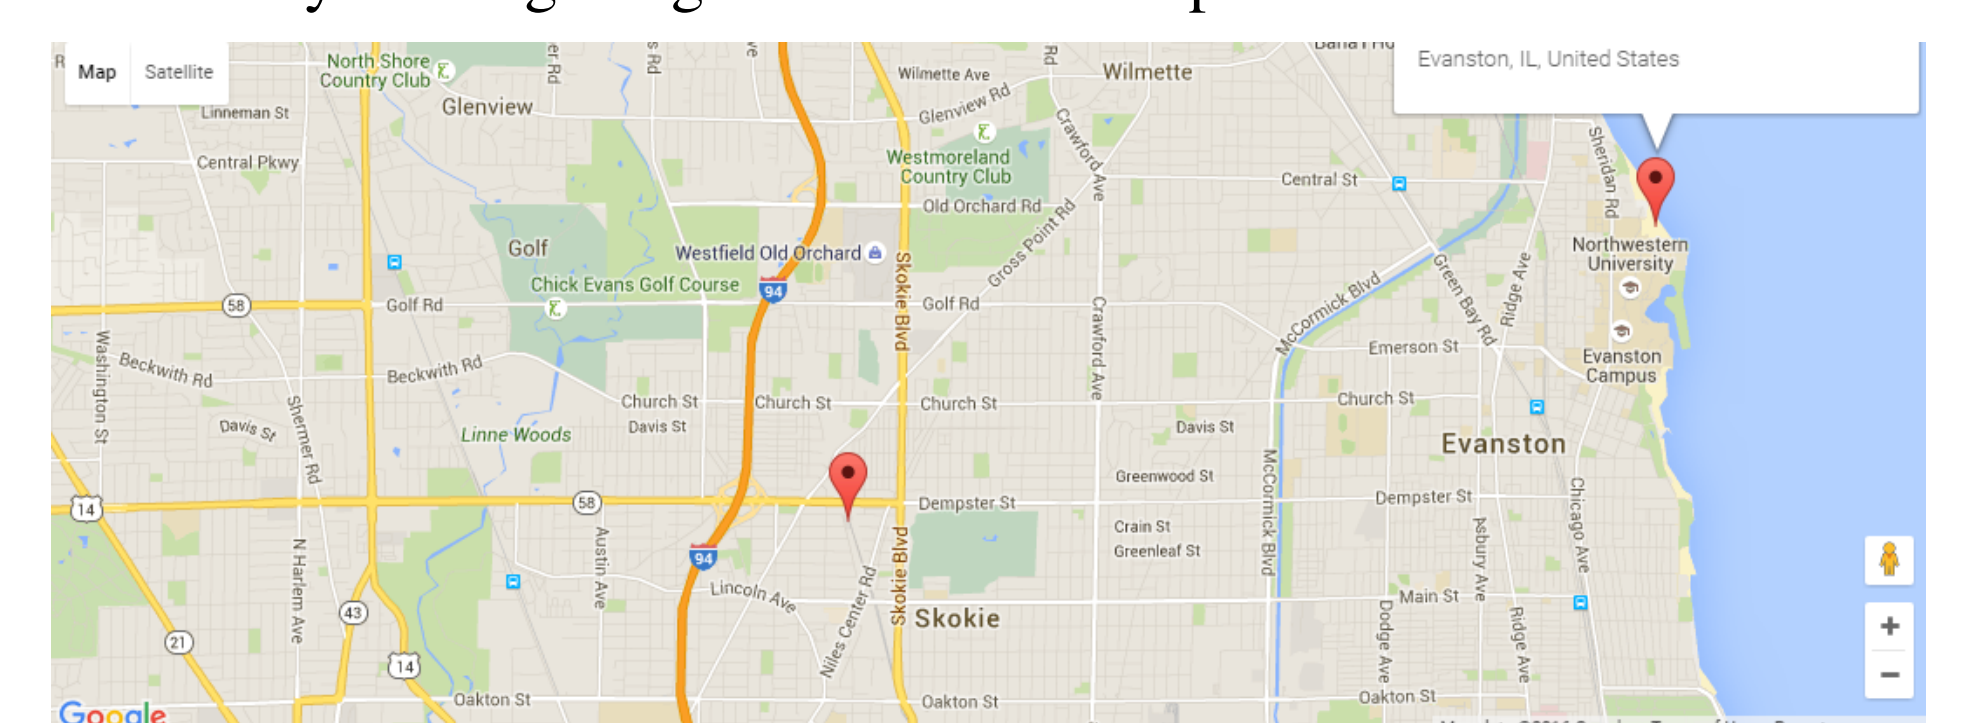 Map
Satellite
North Shore
Country Club
Glenview
Linneman St
Central Pkwy
Wilmette Ave
Wilmette
Glenview Rd
Crawford Ave
Westmoreland
Country Club
Central St
Sheridan Rd
Evanston, IL, United States
Old Orchard Rd
Golf
Westfield Old Orchard
Gross Point Rd
Northwestern
University
Chick Evans Golf Course
94
Skokie Blvd
58
Golf Rd
Golf Rd
Crawford Ave
McCormick Blvd
Green Bay Rd
Ridge Ave
Emerson St
Evanston
Campus
Washington St
Beckwith Rd
Beckwith Rd
Shermer Rd
Church St
Church St
Church St
Church St
Davis St
Davis St
Davis St
Linne Woods
Evanston
Greenwood St
McCormick Blvd
14
58
Dempster St
Dempster St
Chicago Ave
Crain St
Greenleaf St
Asbury Ave
N Harlem Ave
Austin Ave
94
Skokie Blvd
Lincoln Ave
Niles Center Rd
Main St
Skokie
43
21
14
Dodge Ave
Ridge Ave
Oakton St
Oakton St
Oakton St
Google
+
−